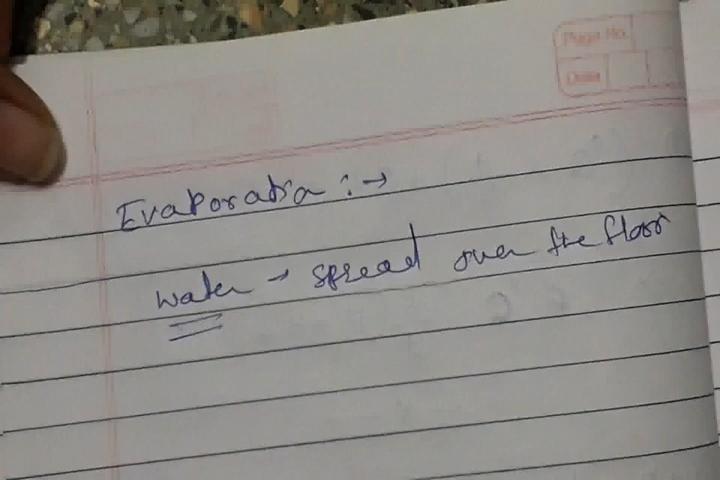 Page No.
Date
Evaporation :→
water → spread over the floor